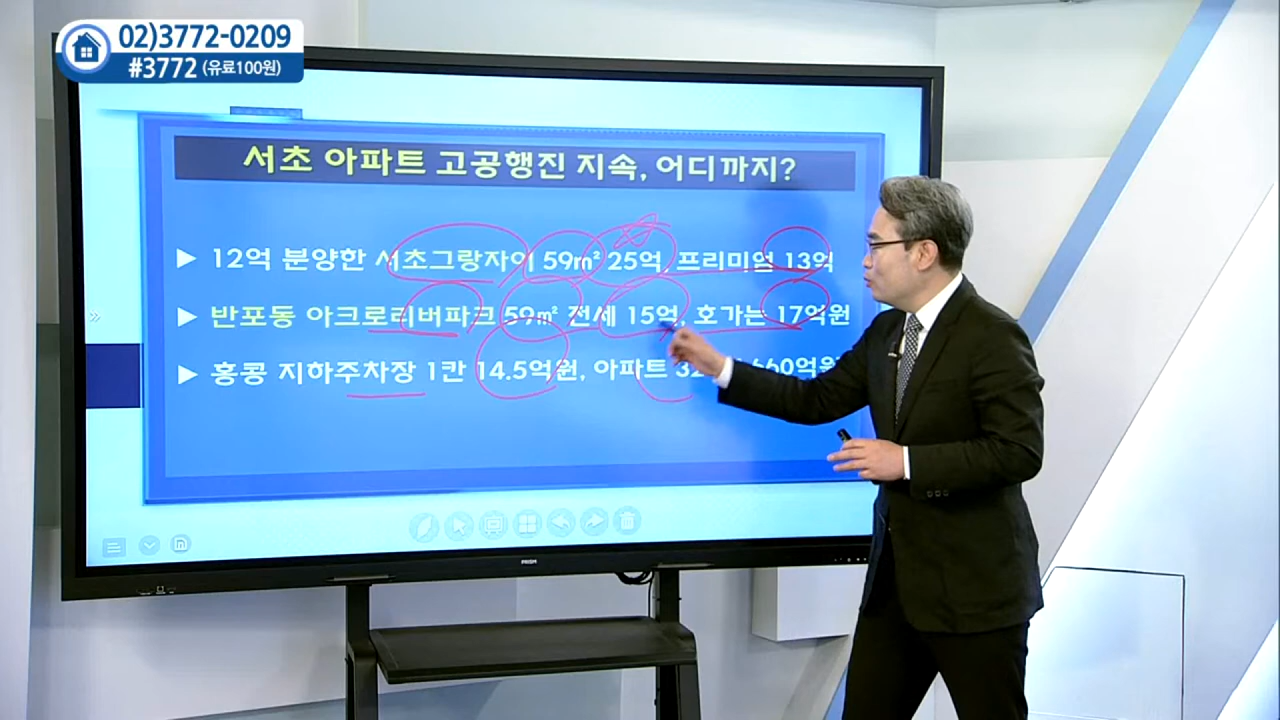 02)3772-0209
#3772 (유료100원)
서초 아파트 고공행진 지속, 어디까지?
▶ 12억 분양한 서초그랑자이 59㎡ 25억 프리미엄 13억
▶ 반포동 아크로리버파크 59㎡ 전세 15억, 호가는 17억원
▶ 홍콩 지하주차장 1칸 14.5억원, 아파트
PRISM